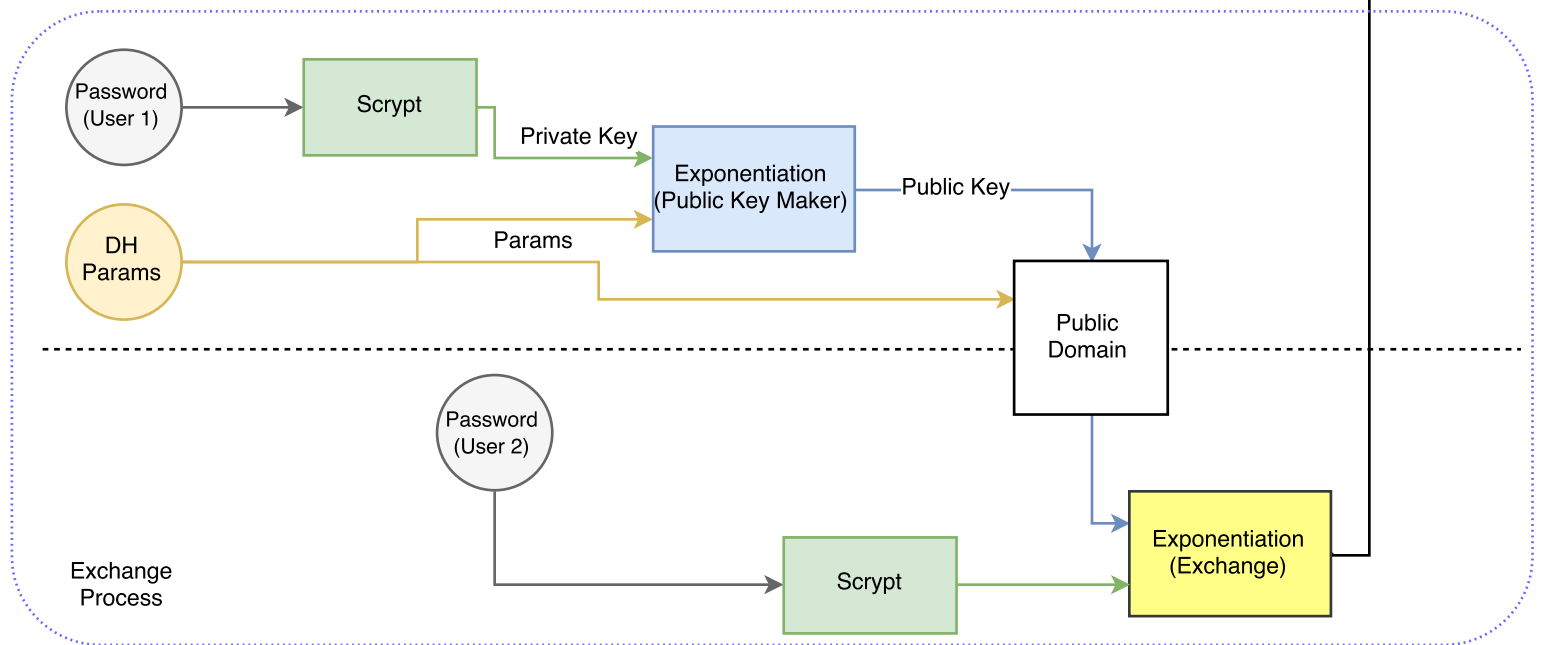 Password
(User 1)
Scrypt
Private Key
Exponentiation
(Public Key Maker)
Public Key
DH
Params
Params
Public
Domain
Password
(User 2)
Exponentiation
(Exchange)
Scrypt
Exchange
Process